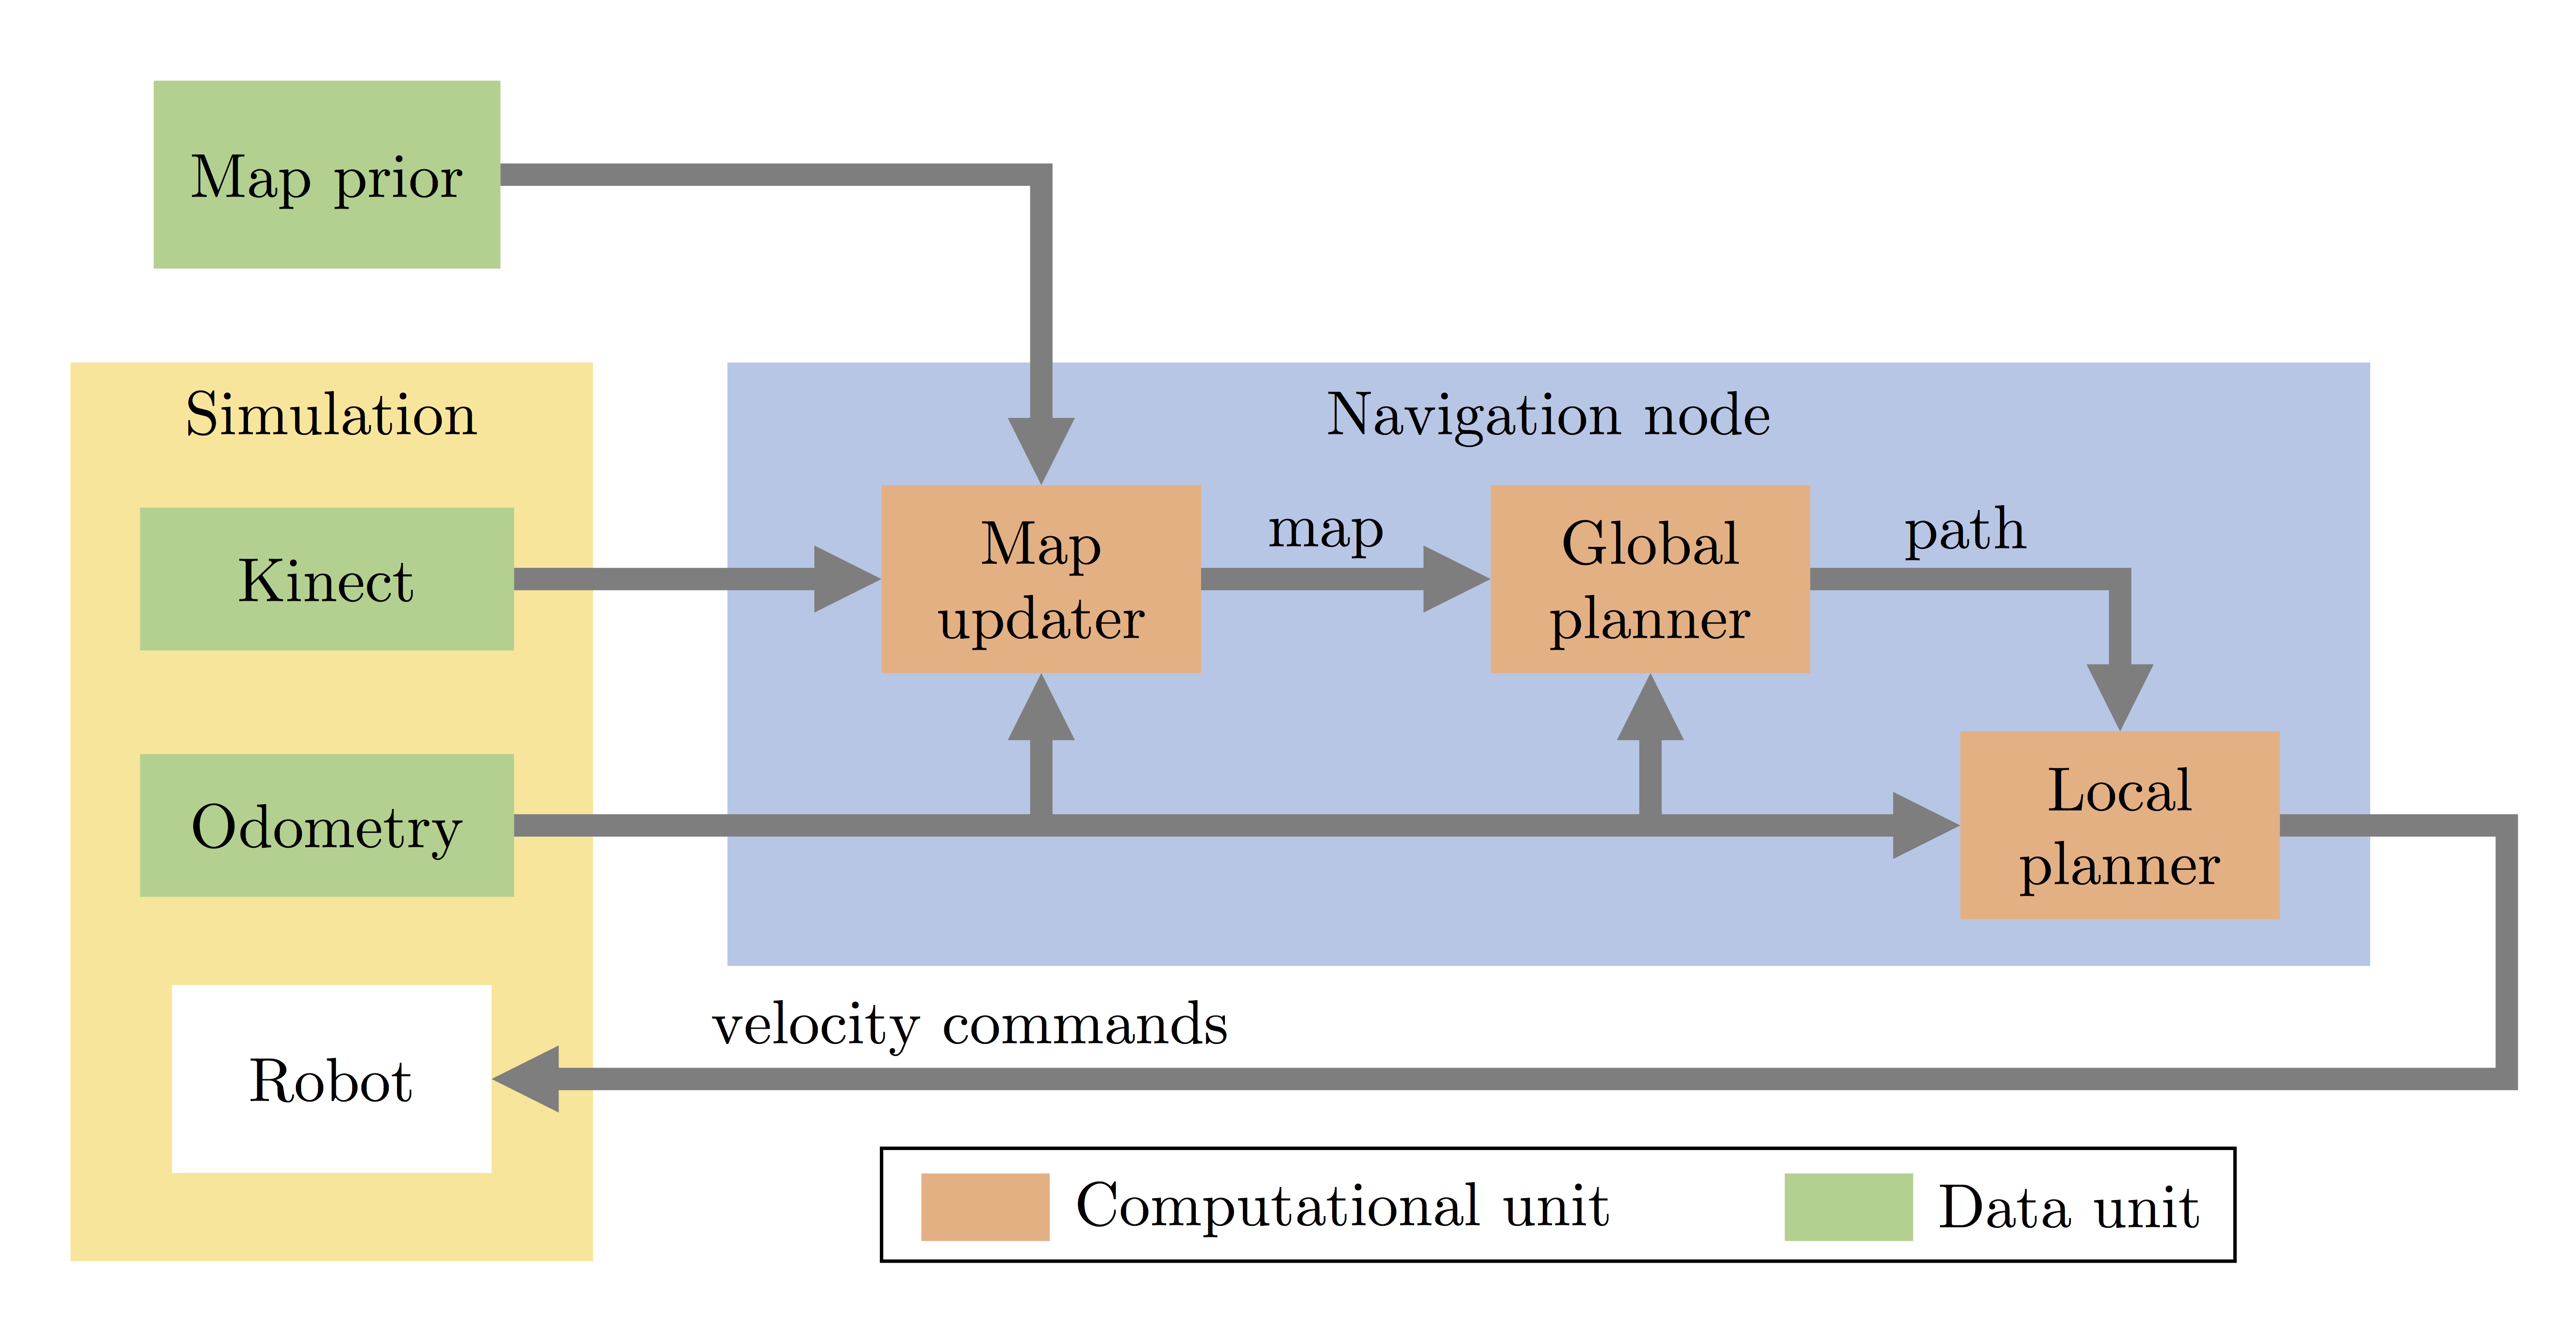 Map prior
Simulation
Navigation node
Kinect
Map
updater
map
Global
planner
path
Odometry
Local
planner
velocity commands
Robot
Computational unit
Data unit